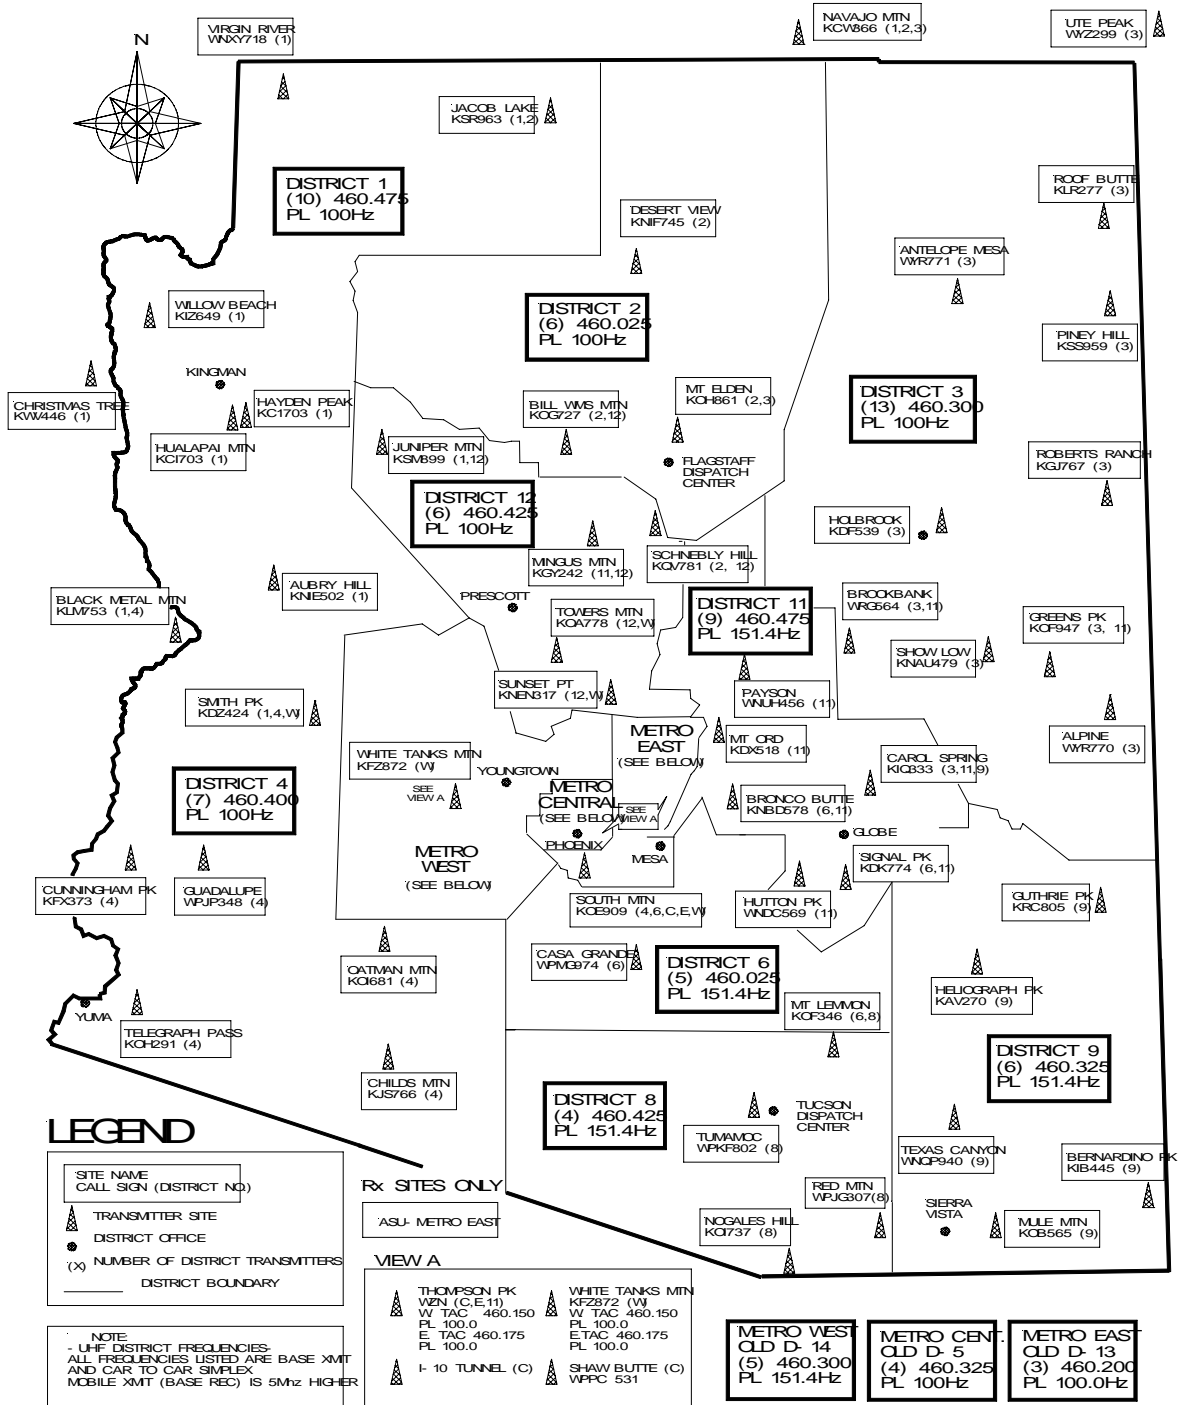 VIRGIN RIVER
WNXY718 (1)
NAVAJO MTN
KCW366 (1,2,3)
UTE PEAK
WYZ299 (3)
N
JACOB LAKE
KSR963 (1,2)
DISTRICT 1
(10) 460.475
PL 100Hz
ROOF BUTTE
KLR277 (3)
DESERT VIEW
KNIF745 (2)
ANTELOPE MESA
WYR771 (3)
WILLOW BEACH
KIZ649 (1)
DISTRICT 2
(6) 460.025
PL 100Hz
PINEY HILL
KSS959 (3)
KINGMAN
CHRISTMAS TREE
KWV446 (1)
HAYDEN PEAK
KC1703 (1)
BILL WMS MTN
KOG727 (2,12)
MT ELDEN
KOH861 (2,3)
DISTRICT 3
(13) 460.300
PL 100Hz
HUALAPAI MTN
KCI703 (1)
JUNIPER MTN
KSM899 (1,12)
FLAGSTAFF
DISPATCH
CENTER
ROBERTS RANCH
KGJ767 (3)
DISTRICT 12
(6) 460.425
PL 100Hz
HOLBROOK
KDF539 (3)
MINGUS MTN
KGY242 (11,12)
SCHNEBLY HILL
KQV781 (2, 12)
AUBRY HILL
KNIE502 (1)
BLACK METAL MTN
KLM753 (1,4)
PRESCOTT
TOWERS MTN
KOA778 (12,W)
DISTRICT 11
(9) 460.475
PL 151.4Hz
BROOKBANK
WRG564 (3,11)
GREENS PK
KOF947 (3, 11)
SHOW LOW
KNAU479 (3)
SUNSET PT
KNEN317 (12,W)
PAYSON
WNUH456 (11)
SMITH PK
KDZ424 (1,4,W)
METRO
EAST
(SEE BELOW)
MT ORD
KDX518 (11)
ALPINE
WYR770 (3)
WHITE TANKS MTN
KFZ872 (W)
CAROL SPRING
KIQ333 (3,11,9)
YOUNGTOWN
SEE
VIEW A
DISTRICT 4
(7) 460.400
PL 100Hz
METRO
CENTRAL
(SEE BELOW)
SEE
VIEW A
BRONCO BUTTE
KNBD578 (6,11)
PHOENIX
MESA
GLOBE
METRO
WEST
(SEE BELOW)
SIGNAL PK
KDK774 (6,11)
CUNNINGHAM PK
KFX373 (4)
GUADALUPE
WPJP348 (4)
SOUTH MTN
KOE909 (4,6,C,E,W)
HUTTON PK
WNDC569 (11)
GUTHRIE PK
KRC805 (9)
OATMAN MTN
KOI681 (4)
CASA GRANDE
WPMG974 (6)
DISTRICT 6
(5) 460.025
PL 151.4Hz
HELIOGRAPH PK
KAV270 (9)
YUMA
TELEGRAPH PASS
KOH291 (4)
MT LEMMON
KOF346 (6,8)
CHILDS MTN
KJS766 (4)
DISTRICT 9
(6) 460.325
PL 151.4Hz
DISTRICT 8
(4) 460.425
PL 151.4Hz
TUCSON
DISPATCH
CENTER
TUMAMOC
WPKF802 (8)
TEXAS CANYON
WNQP940 (9)
BERNARDINO PK
KIB445 (9)
RED MTN
WPJG307(8)
SIERRA
VISTA
NOGALES HILL
KOI737 (8)
MULE MTN
KOB565 (9)
LEGEND
SITE NAME
CALL SIGN (DISTRICT NO.)
TRANSMITTER SITE
DISTRICT OFFICE
(X) NUMBER OF DISTRICT TRANSMITTERS
DISTRICT BOUNDARY
Rx SITES ONLY
ASU- METRO EAST
VIEW A
THOMPSON PK
WZN (C,E,11)
W. TAC 460.150
PL 100.0
E. TAC 460.175
PL 100.0
WHITE TANKS MTN
KFZ872 (W)
W. TAC 460.150
PL 100.0
E.TAC 460.175
PL 100.0
I- 10 TUNNEL (C)
SHAW BUTTE (C)
WPPC 531
NOTE:
- UHF DISTRICT FREQUENCIES-
ALL FREQUENCIES LISTED ARE BASE XMIT
AND CAR TO CAR SIMPLEX
MOBILE XMIT (BASE REC) IS 5Mhz HIGHER
METRO WEST
OLD D- 14
(5) 460.300
PL 151.4Hz
METRO CENT.
OLD D- 5
(4) 460.325
PL 100Hz
METRO EAST
OLD D- 13
(3) 460.200
PL 100.0Hz